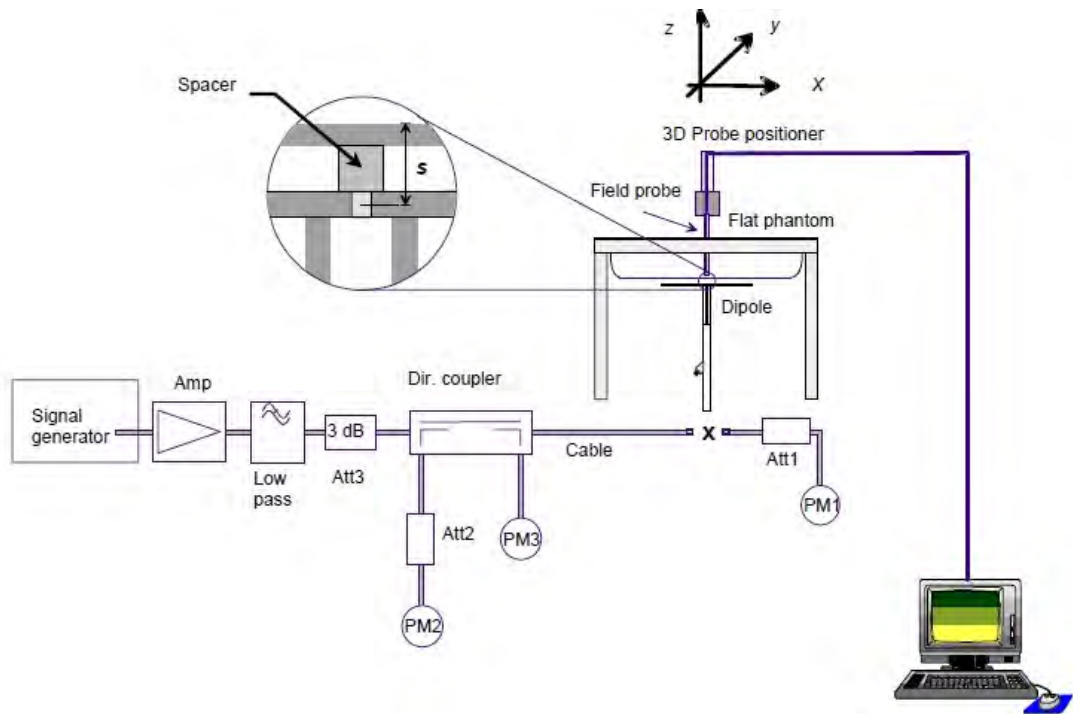 z
y
X
Spacer
s
3D Probe positioner
Field probe
Flat phantom
Dipole
Dir. coupler
Amp
Signal
generator
3 dB
Cable
x
Att1
Low
pass
Att3
Att2
PM1
PM3
PM2